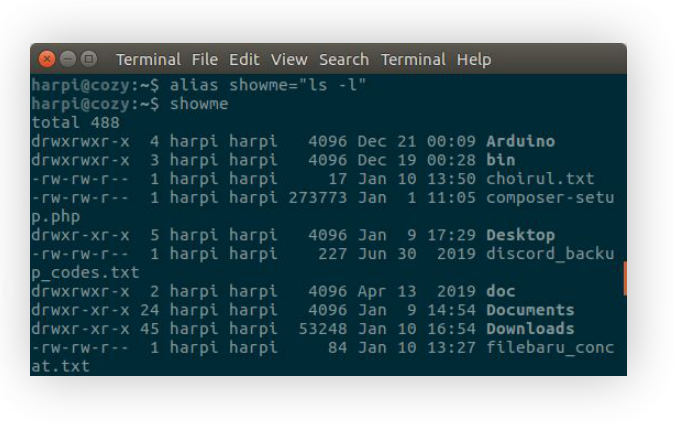 Terminal File Edit View Search Terminal Help
harpi@cozy:~$ alias showme="ls -l"
harpi@cozy:~$ showme
total 488
drwxrwxr-x  4 harpi harpi   4096 Dec 21 00:09 Arduino
drwxrwxr-x  3 harpi harpi   4096 Dec 19 00:28 bin
-rw-rw-r--  1 harpi harpi     17 Jan 10 13:50 choirul.txt
-rw-rw-r--  1 harpi harpi 273773 Jan  1 11:05 composer-setu
p.php
drwxr-xr-x  5 harpi harpi   4096 Jan  9 17:29 Desktop
-rw-rw-r--  1 harpi harpi    227 Jun 30  2019 discord_backu
p_codes.txt
drwxrwxr-x  2 harpi harpi   4096 Apr 13  2019 doc
drwxr-xr-x 24 harpi harpi   4096 Jan  9 14:54 Documents
drwxr-xr-x 45 harpi harpi  53248 Jan 10 16:54 Downloads
-rw-rw-r--  1 harpi harpi     84 Jan 10 13:27 filebaru_conc
at.txt